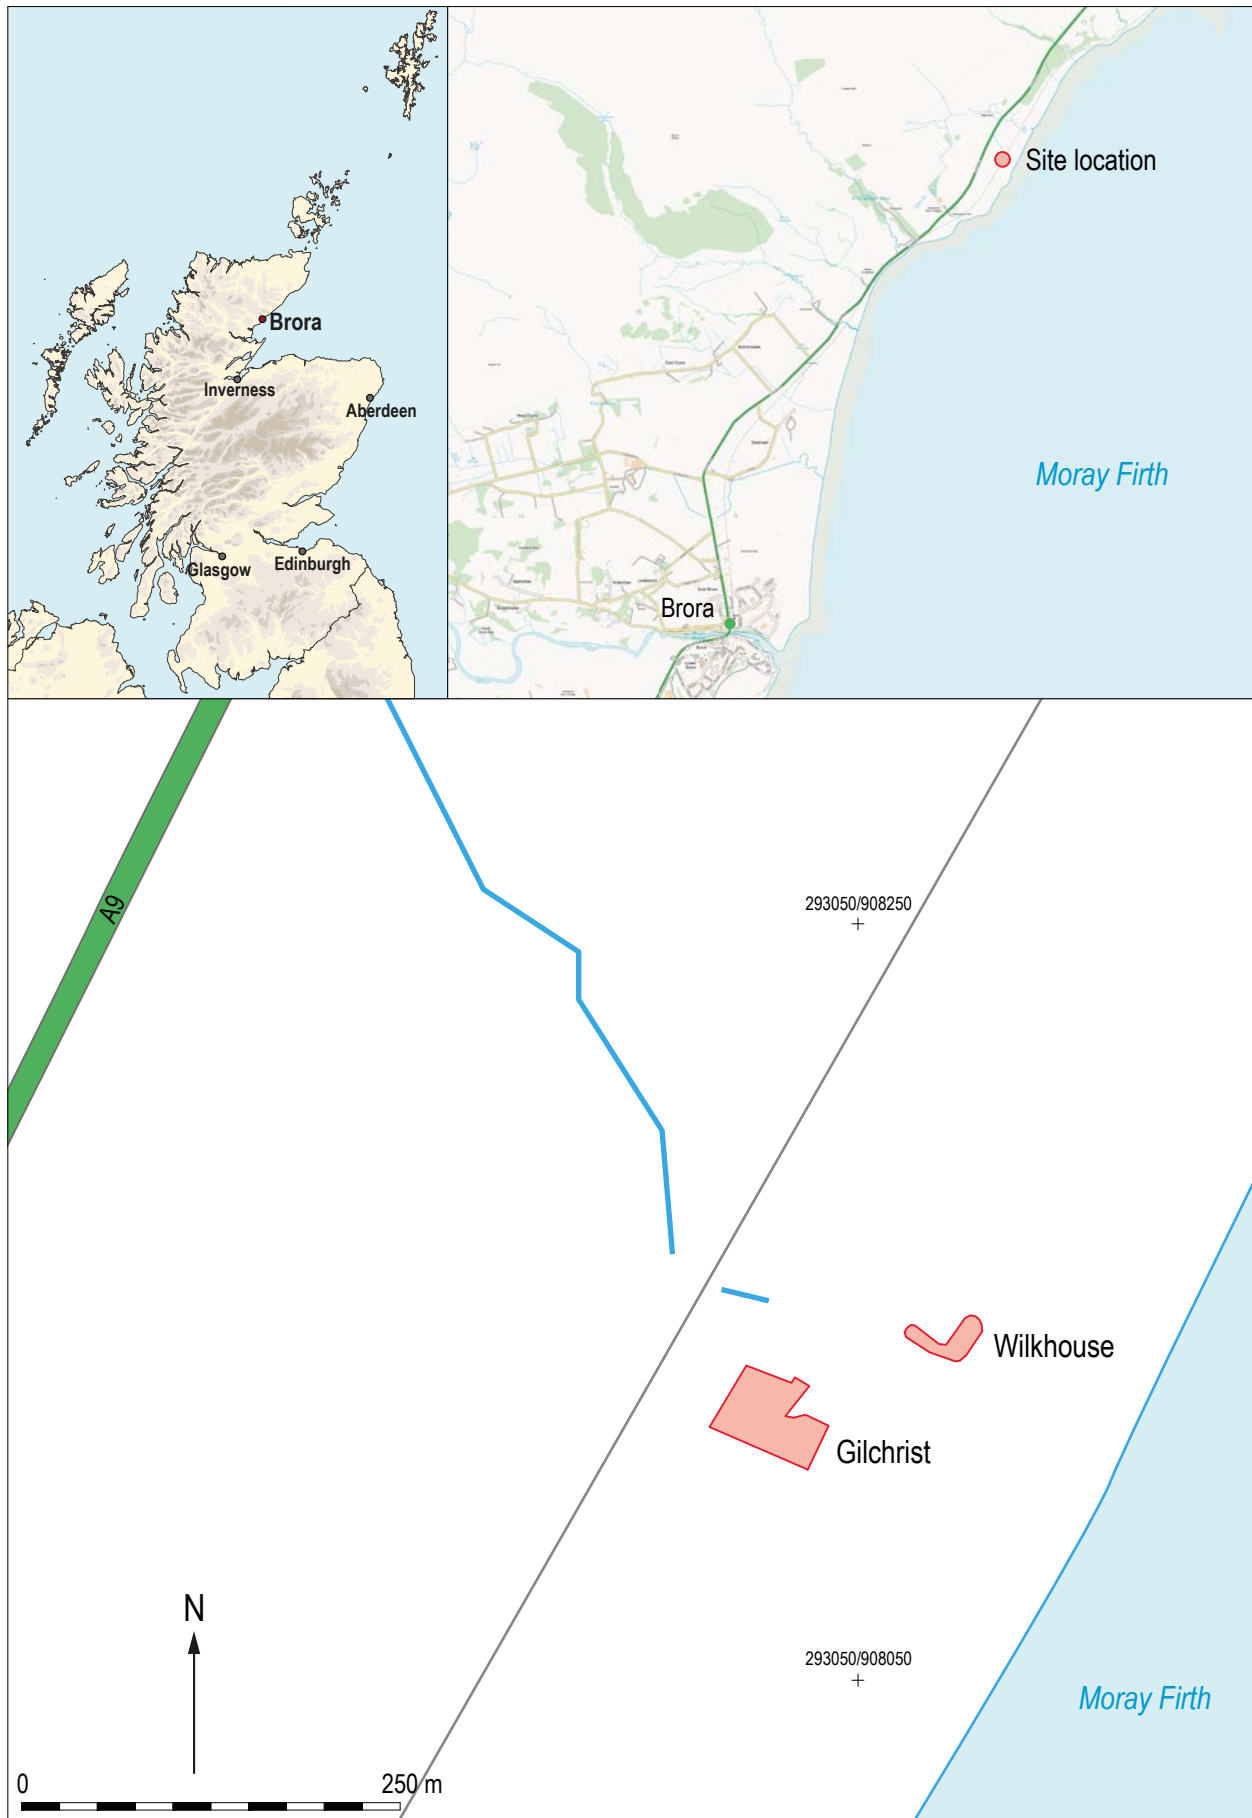 Brora
Inverness
Aberdeen
Glasgow
Edinburgh
Site location
Moray Firth
Brora
A9
293050/908250
Wilkhouse
Gilchrist
293050/908050
N
Moray Firth
0 250 m